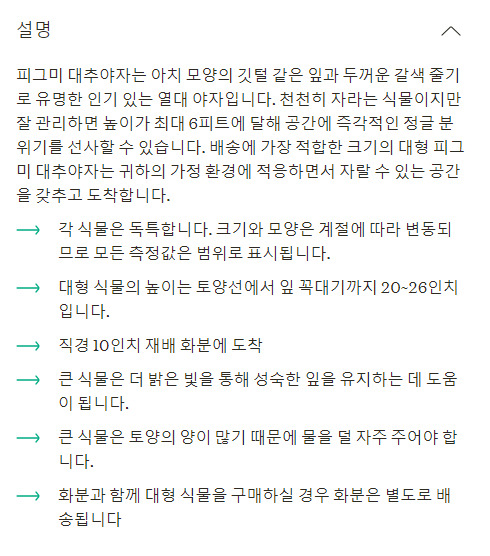 설명
피그미 대추야자는 아치 모양의 깃털 같은 잎과 두꺼운 갈색 줄기
로 유명한 인기 있는 열대 야자입니다. 천천히 자라는 식물이지만
잘 관리하면 높이가 최대 6피트에 달해 공간에 즉각적인 정글 분
위기를 선사할 수 있습니다. 배송에 가장 적합한 크기의 대형 피그
미 대추야자는 귀하의 가정 환경에 적응하면서 자랄 수 있는 공간
을 갖추고 도착합니다.
각 식물은 독특합니다. 크기와 모양은 계절에 따라 변동되
므로 모든 측정값은 범위로 표시됩니다.
대형 식물의 높이는 토양선에서 잎 꼭대기까지 20~26인치
입니다.
직경 10인치 재배 화분에 도착
큰 식물은 더 밝은 빛을 통해 성숙한 잎을 유지하는 데 도움
이 됩니다.
큰 식물은 토양의 양이 많기 때문에 물을 덜 자주 주어야 합
니다.
화분과 함께 대형 식물을 구매하실 경우 화분은 별도로 배
송됩니다